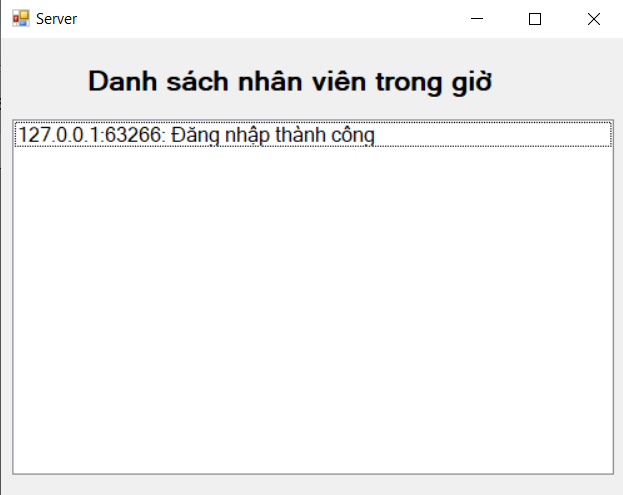 Server
Danh sách nhân viên trong giờ
127.0.0.1:63266: Đăng nhập thành công